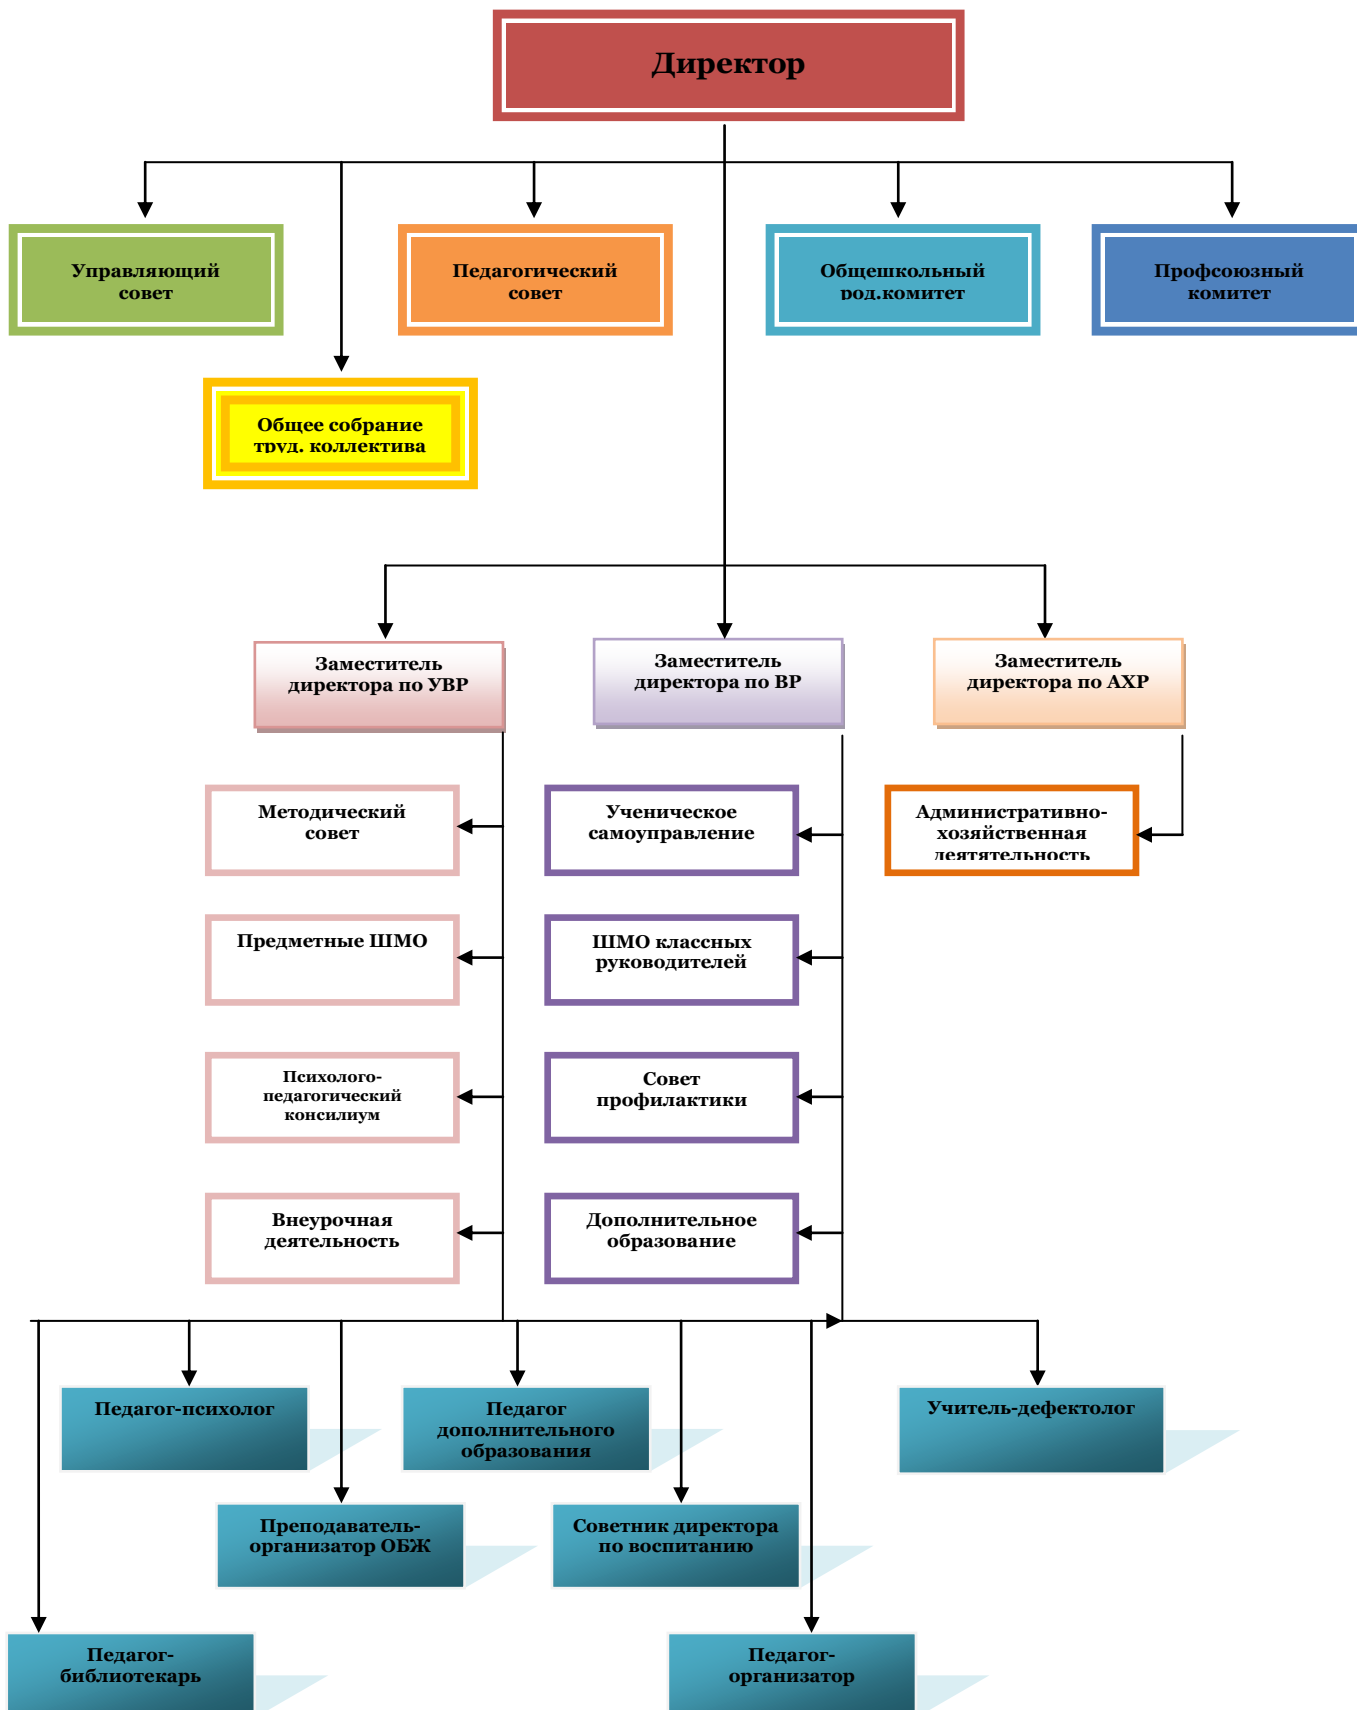 Директор
Управляющий
совет
Педагогический
совет
Общешкольный
род.комитет
Профсоюзный
комитет
Общее собрание
труд. коллектива
Заместитель
директора по УВР
Заместитель
директора по ВР
Заместитель
директора по АХР
Методический
совет
Ученическое
самоуправление
Административно-
хозяйственная
деятятельность
Предметные ШМО
ШМО классных
руководителей
Психолого-
педагогический
консилиум
Совет
профилактики
Внеурочная
деятельность
Дополнительное
образование
Педагог-психолог
Педагог
дополнительного
образования
Учитель-дефектолог
Преподаватель-
организатор ОБЖ
Советник директора
по воспитанию
Педагог-
библиотекарь
Педагог-
организатор